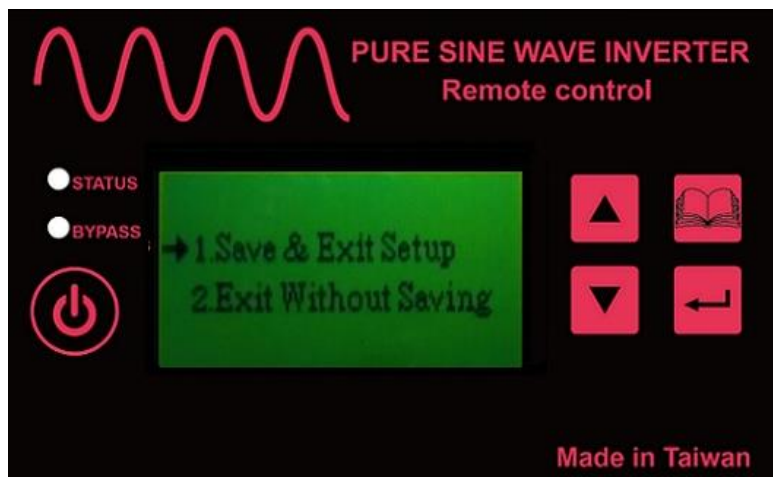 PURE SINE WAVE INVERTER
Remote control
STATUS
BYPASS
→1.Save & Exit Setup
2.Exit Without Saving
Made in Taiwan